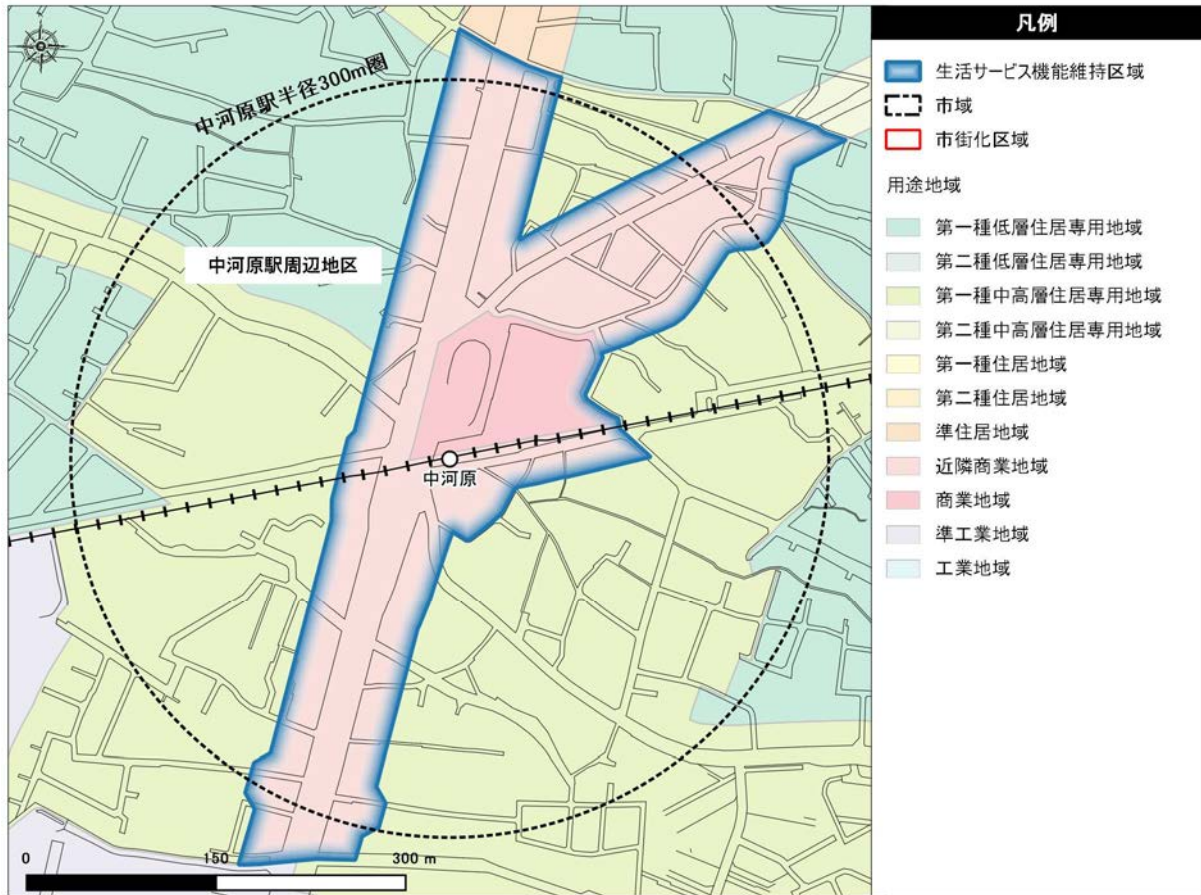 中河原駅半径300m圏
中河原駅周辺地区
中河原
0 150 300 m
凡例
生活サービス機能維持区域
市域
市街化区域
用途地域
第一種低層住居専用地域
第二種低層住居専用地域
第一種中高層住居専用地域
第二種中高層住居専用地域
第一種住居地域
第二種住居地域
準住居地域
近隣商業地域
商業地域
準工業地域
工業地域